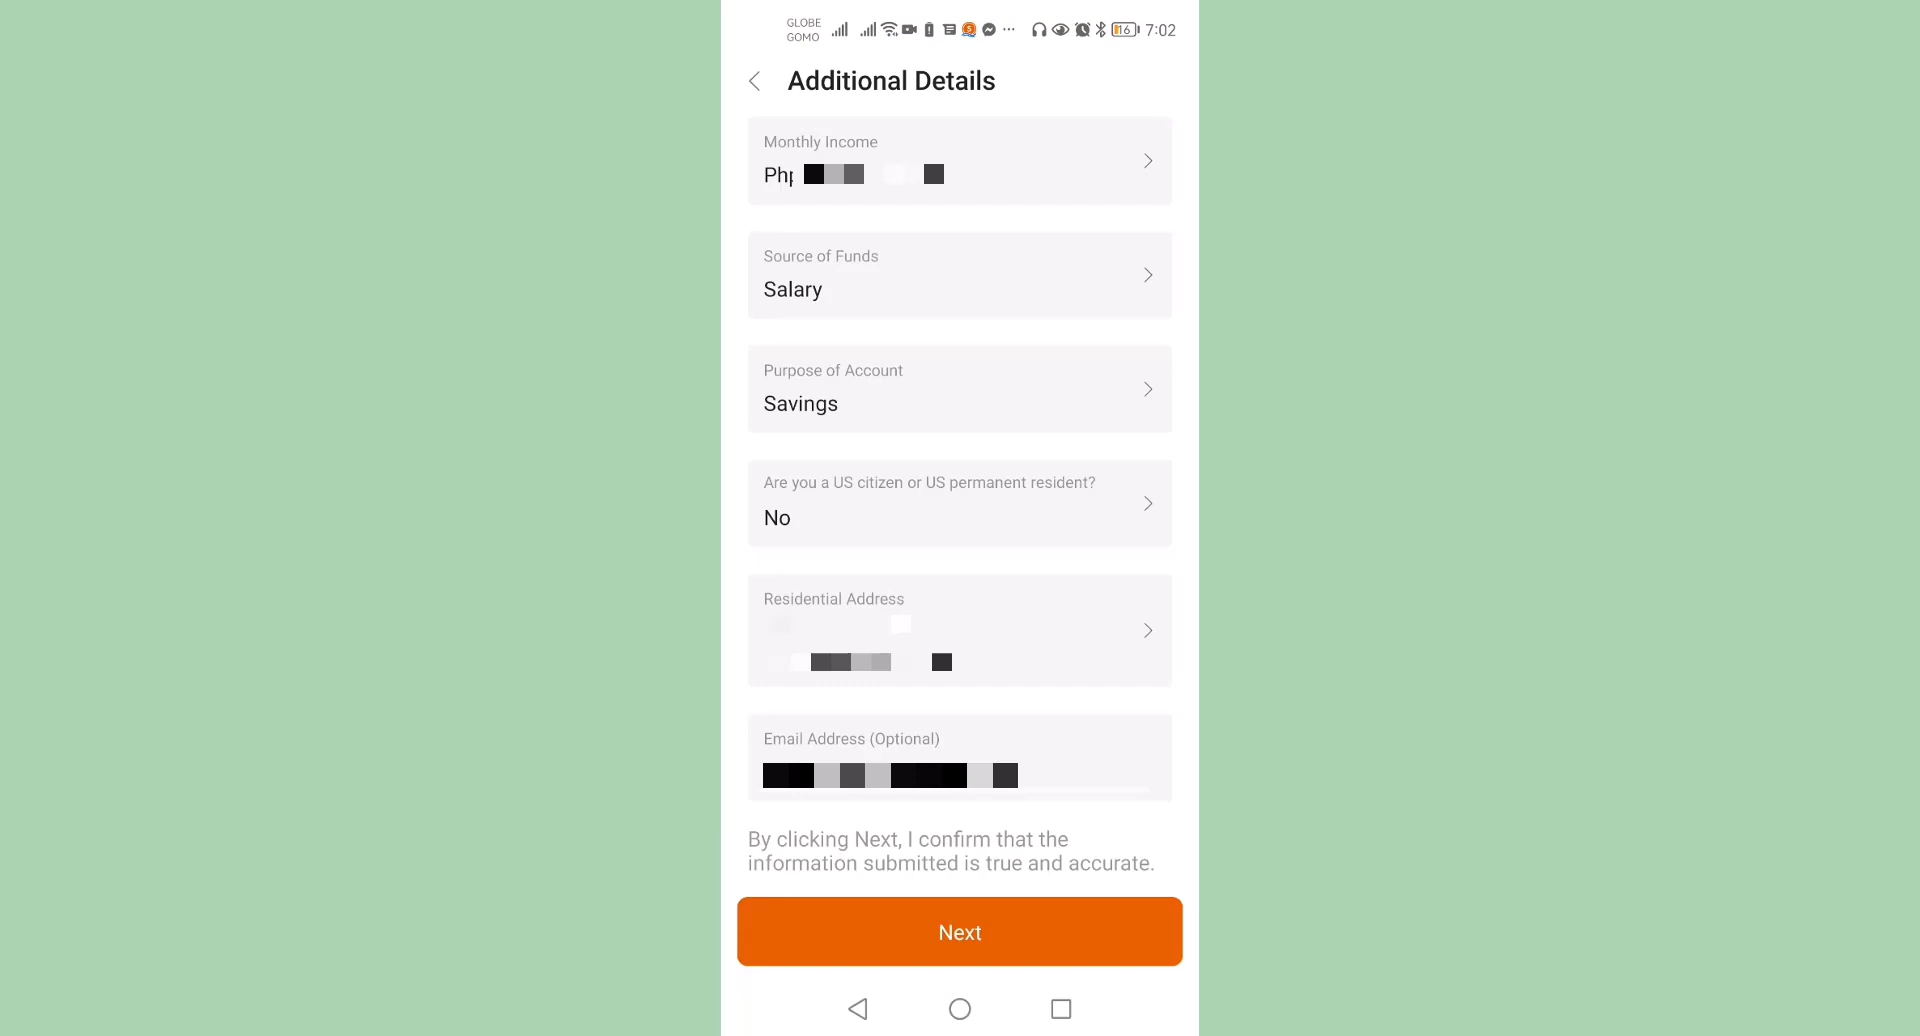 GLOBE
GOMO
16
7:02
Additional Details
Monthly Income
Source of Funds
Salary
Purpose of Account
Savings
Are you a US citizen or US permanent resident?
No
Residential Address
Email Address (Optional)
By clicking Next, I confirm that the
information submitted is true and accurate.
Next